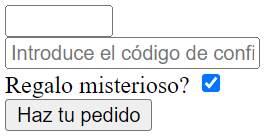 Introduce el código de confi
Regalo misterioso?
Haz tu pedido